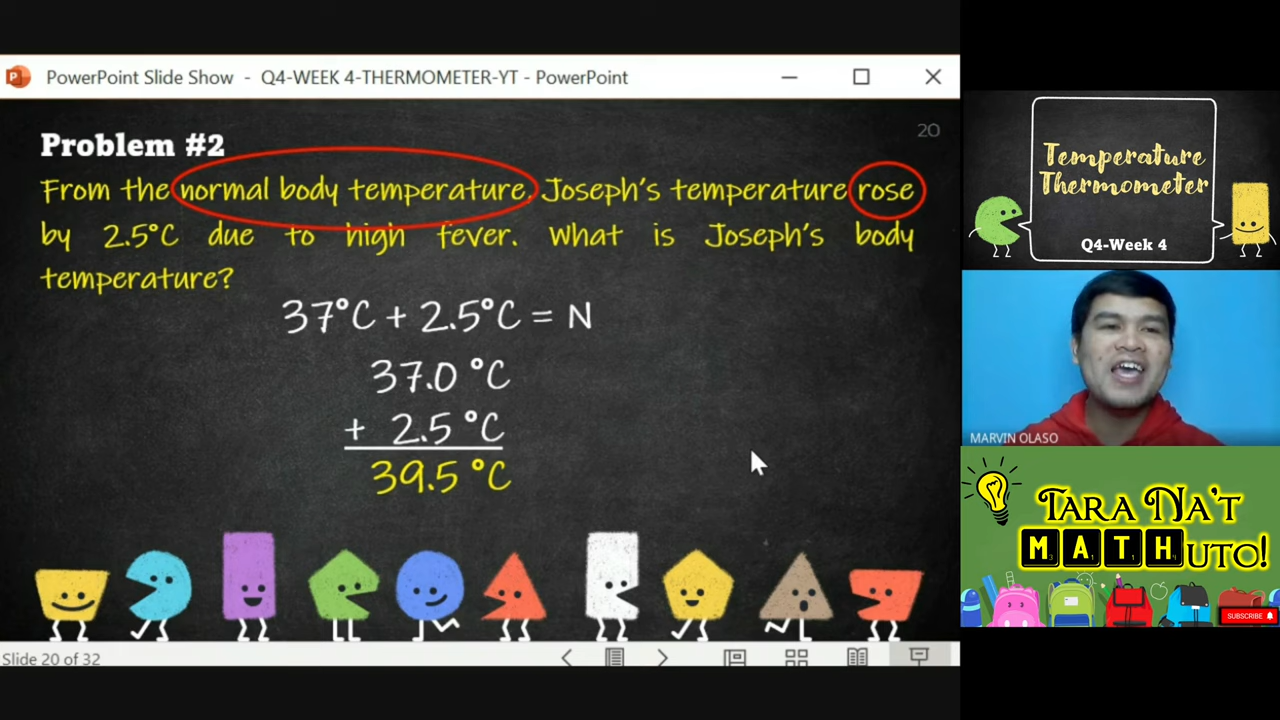 PowerPoint Slide Show - Q4-WEEK 4-THERMOMETER-YT - PowerPoint
20
Problem #2
From the normal body temperature, Joseph's temperature rose
by 2.5°C due to high fever. What is Joseph's body
temperature?
37°C + 2.5°C = N
37.0 °C
+ 2.5 °C
39.5 °C
Slide 20 of 32
Temperature
Thermometer
Q4-Week 4
MARVIN OLASO
TARA NA'T
MATHUTO!
SUBSCRIBE